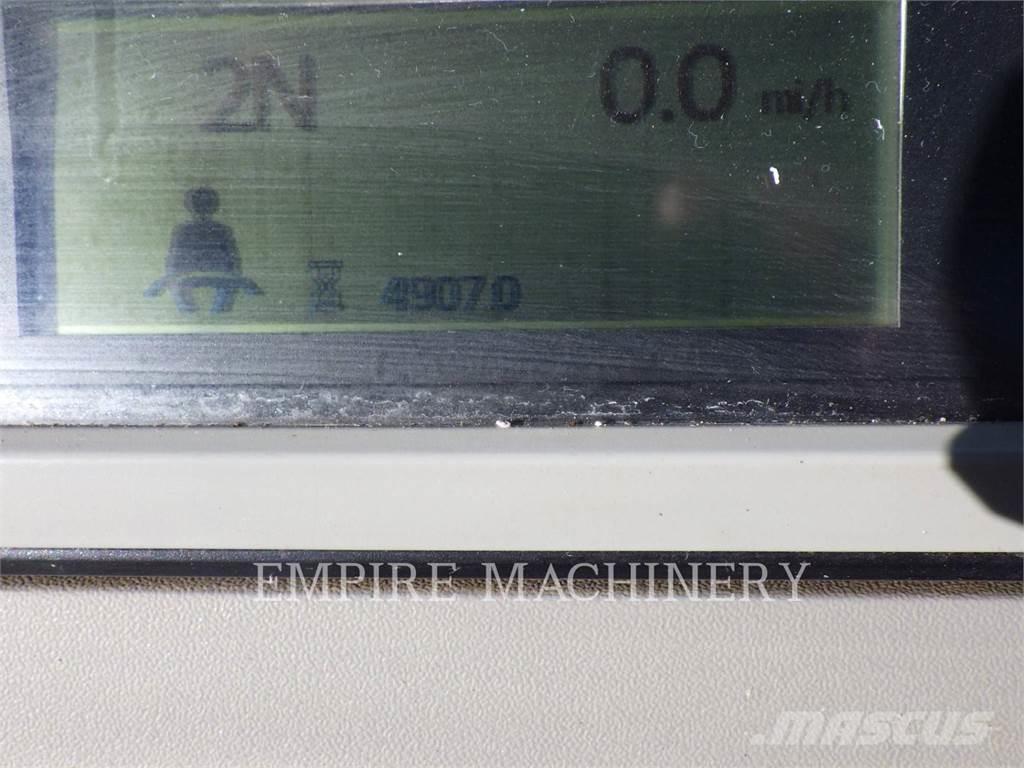 2N 0.0 mi/h
4907.0
EMPIRE MACHINERY
MASCUS